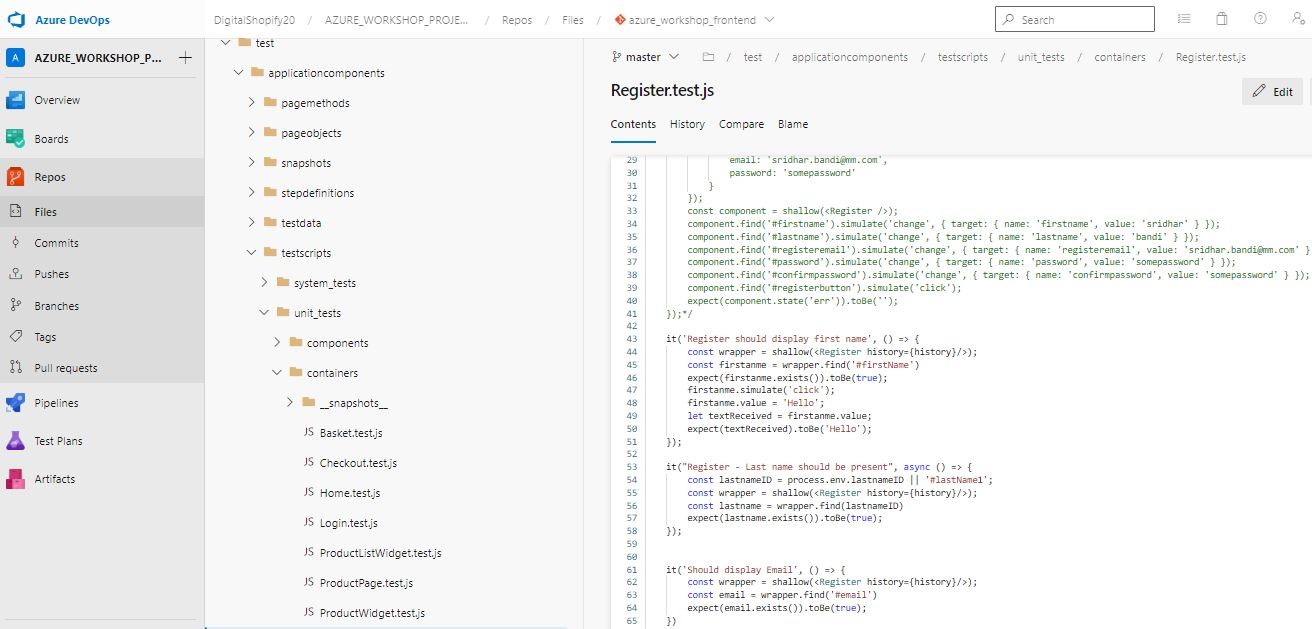 Azure DevOps
DigitalShopify20 / AZURE_WORKSHOP_PROJE... / Repos / Files / azure_workshop_frontend
Search
A AZURE_WORKSHOP_P... +
Overview
Boards
Repos
Files
Commits
Pushes
Branches
Tags
Pull requests
Pipelines
Test Plans
Artifacts
test
applicationcomponents
pagemethods
pageobjects
snapshots
stepdefinitions
testdata
testscripts
system_tests
unit_tests
components
containers
__snapshots__
JS Basket.test.js
JS Checkout.test.js
JS Home.test.js
JS Login.test.js
JS ProductListWidget.test.js
JS ProductPage.test.js
JS ProductWidget.test.js
master / test / applicationcomponents / testscripts / unit_tests / containers / Register.test.js
Register.test.js
Edit
Contents History Compare Blame
29 email: 'sridhar.bandi@mm.com',
30 password: 'somepassword'
31 }
32 });
33 const component = shallow(<Register />);
34 component.find('#firstname').simulate('change', { target: { name: 'firstname', value: 'sridhar' } });
35 component.find('#lastname').simulate('change', { target: { name: 'lastname', value: 'bandi' } });
36 component.find('#registeremail').simulate('change', { target: { name: 'registeremail', value: 'sridhar.bandi@mm.com' }
37 component.find('#password').simulate('change', { target: { name: 'password', value: 'somepassword' } });
38 component.find('#confirmpassword').simulate('change', { target: { name: 'confirmpassword', value: 'somepassword' } });
39 component.find('#registerbutton').simulate('click');
40 expect(component.state('err')).toBe('');
41 });*/
42
43 it('Register should display first name', () => {
44 const wrapper = shallow(<Register history={history}/>);
45 const firstanme = wrapper.find('#firstName')
46 expect(firstanme.exists()).toBe(true);
47 firstanme.simulate('click');
48 firstanme.value = 'Hello';
49 let textReceived = firstanme.value;
50 expect(textReceived).toBe('Hello');
51 });
52
53 it("Register - Last name should be present", async () => {
54 const lastnameID = process.env.lastnameID || '#lastName1';
55 const wrapper = shallow(<Register history={history}/>);
56 const lastname = wrapper.find(lastnameID)
57 expect(lastname.exists()).toBe(true);
58 });
59
60
61 it('Should display Email', () => {
62 const wrapper = shallow(<Register history={history}/>);
63 const email = wrapper.find('#email')
64 expect(email.exists()).toBe(true);
65 })